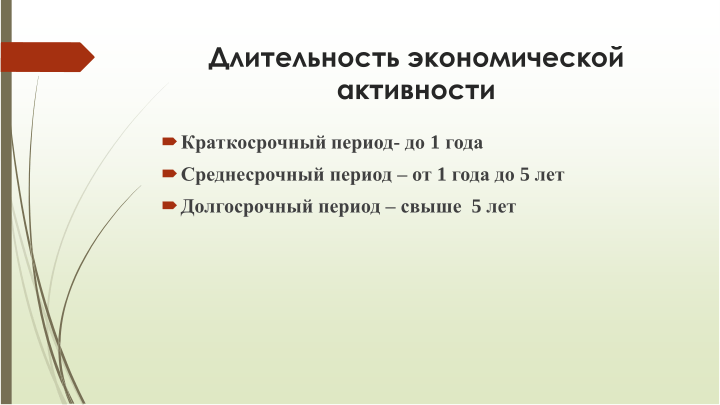 Длительность экономической
активности
Краткосрочный период- до 1 года
Среднесрочный период – от 1 года до 5 лет
Долгосрочный период – свыше  5 лет